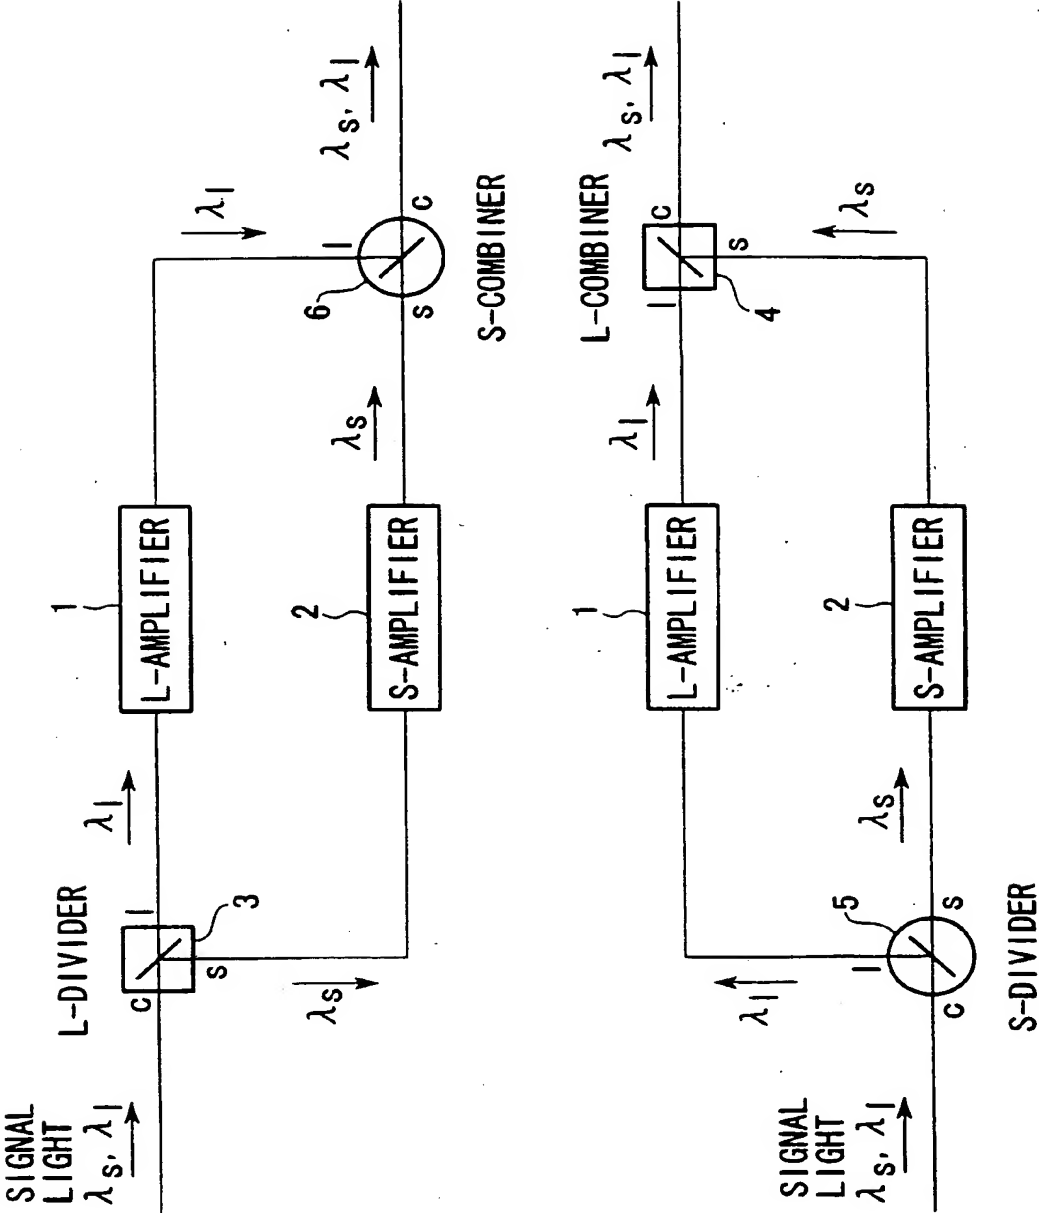 SIGNAL
LIGHT
λs, λl
L-DIVIDER
c
l
s
3
λl
λs
1
L-AMPLIFIER
2
S-AMPLIFIER
λs
λl
6
l
s
c
S-COMBINER
λs, λl
SIGNAL
LIGHT
λs, λl
S-DIVIDER
c
l
s
5
λl
λs
1
L-AMPLIFIER
2
S-AMPLIFIER
λl
λs
L-COMBINER
l
c
s
4
λs, λl